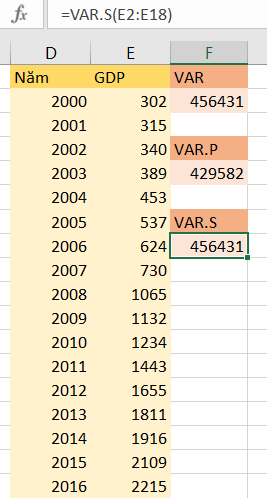 fx =VAR.S(E2:E18)
D E F
Năm GDP VAR
2000 302 456431
2001 315
2002 340 VAR.P
2003 389 429582
2004 453
2005 537 VAR.S
2006 624 456431
2007 730
2008 1065
2009 1132
2010 1234
2011 1443
2012 1655
2013 1811
2014 1916
2015 2109
2016 2215